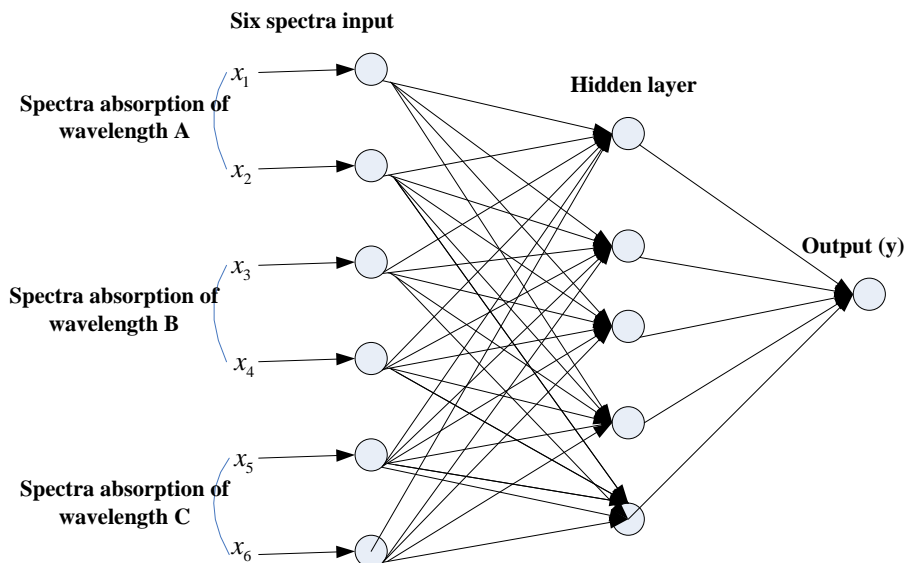 Six spectra input
x1
Spectra absorption of
wavelength A
x2
Hidden layer
x3
Spectra absorption of
wavelength B
x4
Output (y)
x5
Spectra absorption of
wavelength C
x6